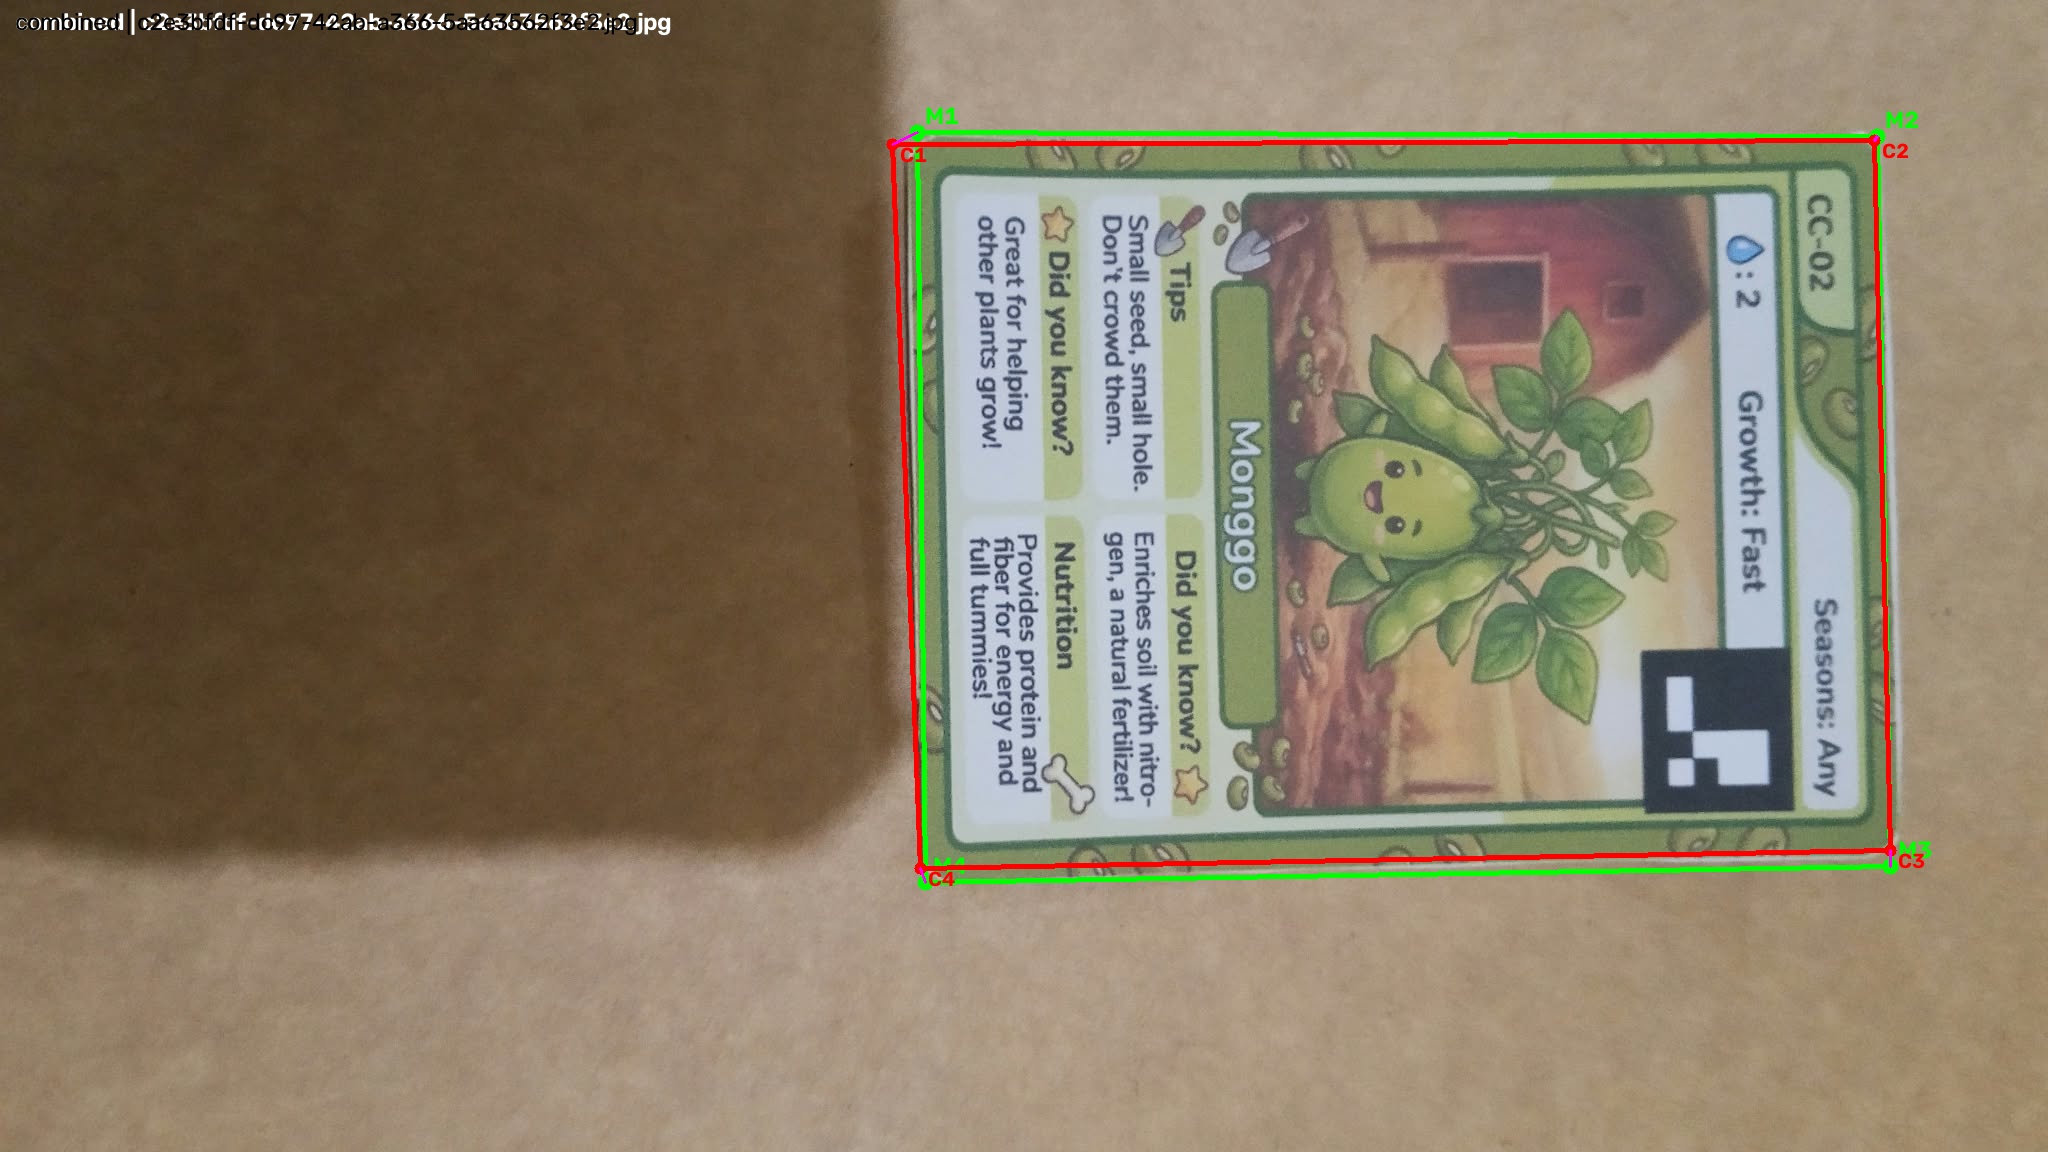 M1
M2
C1
C2
CC-02
Seasons: Any
: 2
Growth: Fast
Monggo
Tips
Small seed, small hole.
Don't crowd them.
Did you know?
Enriches soil with nitro-
gen, a natural fertilizer!
Did you know?
Great for helping
other plants grow!
Nutrition
Provides protein and
fiber for energy and
full tummies!
M4
C4
C3